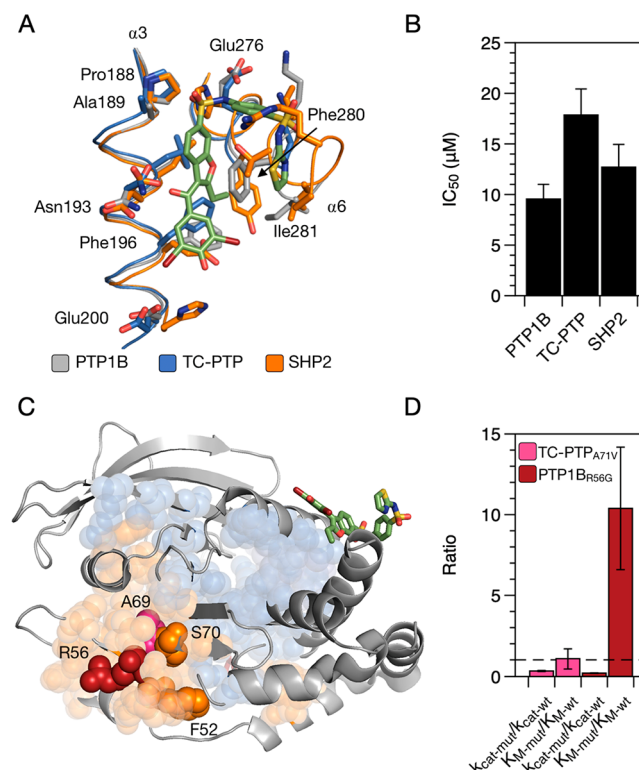 A
α3
Glu276
Pro188
Ala189
Phe280
Asn193
α6
Phe196
Ile281
Glu200
PTP1B
TC-PTP
SHP2
B
IC50 (µM)
25
20
15
10
5
0
PTP1B
TC-PTP
SHP2
C
A69
S70
R56
F52
D
Ratio
15
10
5
0
TC-PTPA71V
PTP1BR56G
kcat-mut/kcat-wt
KM-mut/KM-wt
kcat-mut/kcat-wt
KM-mut/KM-wt